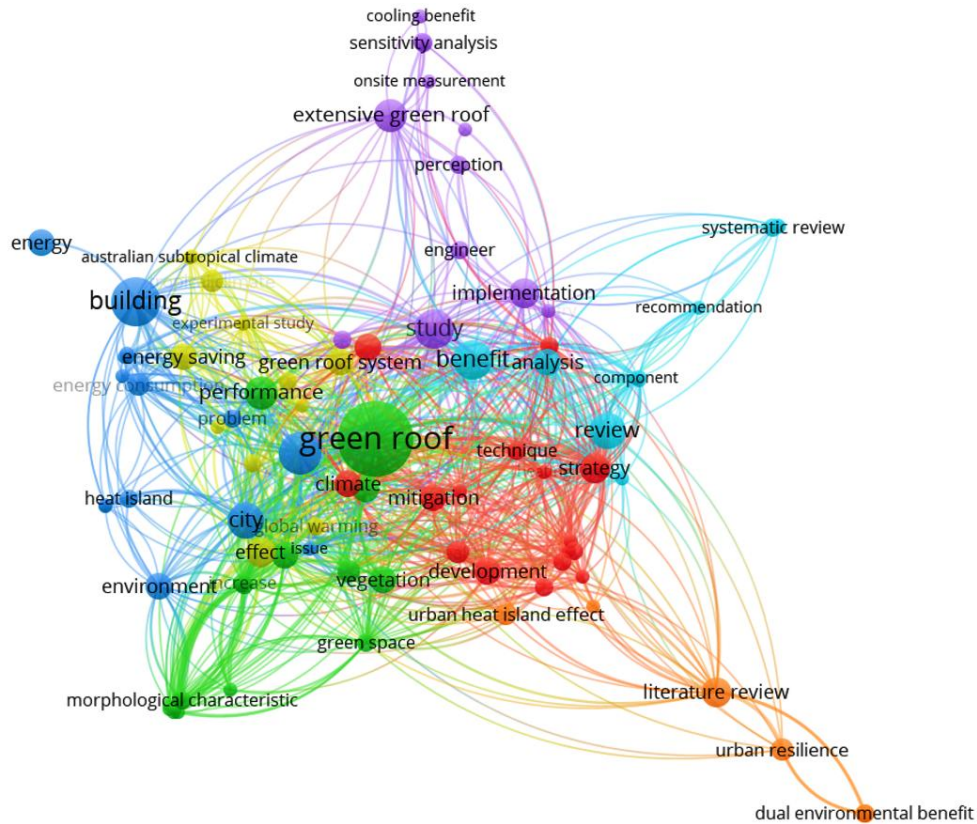 cooling benefit
sensitivity analysis
onsite measurement
extensive green roof
perception
systematic review
energy
engineer
australian subtropical climate
implementation
building
recommendation
experimental study
study
energy saving
green roof system
benefit
analysis
component
energy consumption
performance
problem
review
green roof
technique
strategy
climate
mitigation
heat island
city
global warming
effect
issue
environment
increase
vegetation
development
urban heat island effect
green space
morphological characteristic
literature review
urban resilience
dual environmental benefit